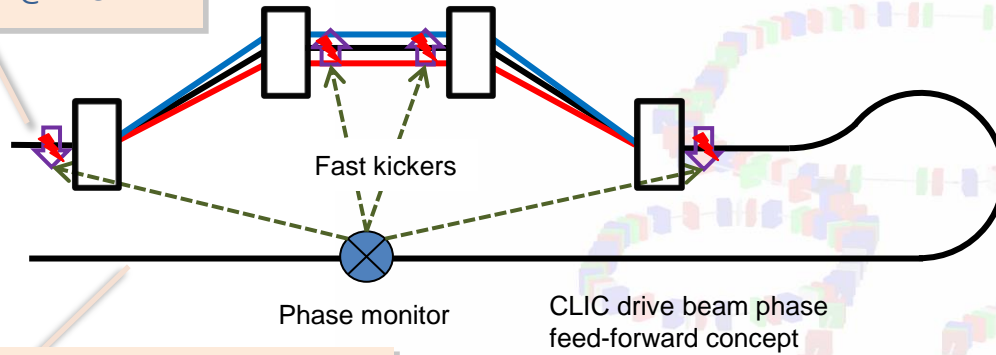 @
Fast kickers
Phase monitor
CLIC drive beam phase
feed-forward concept